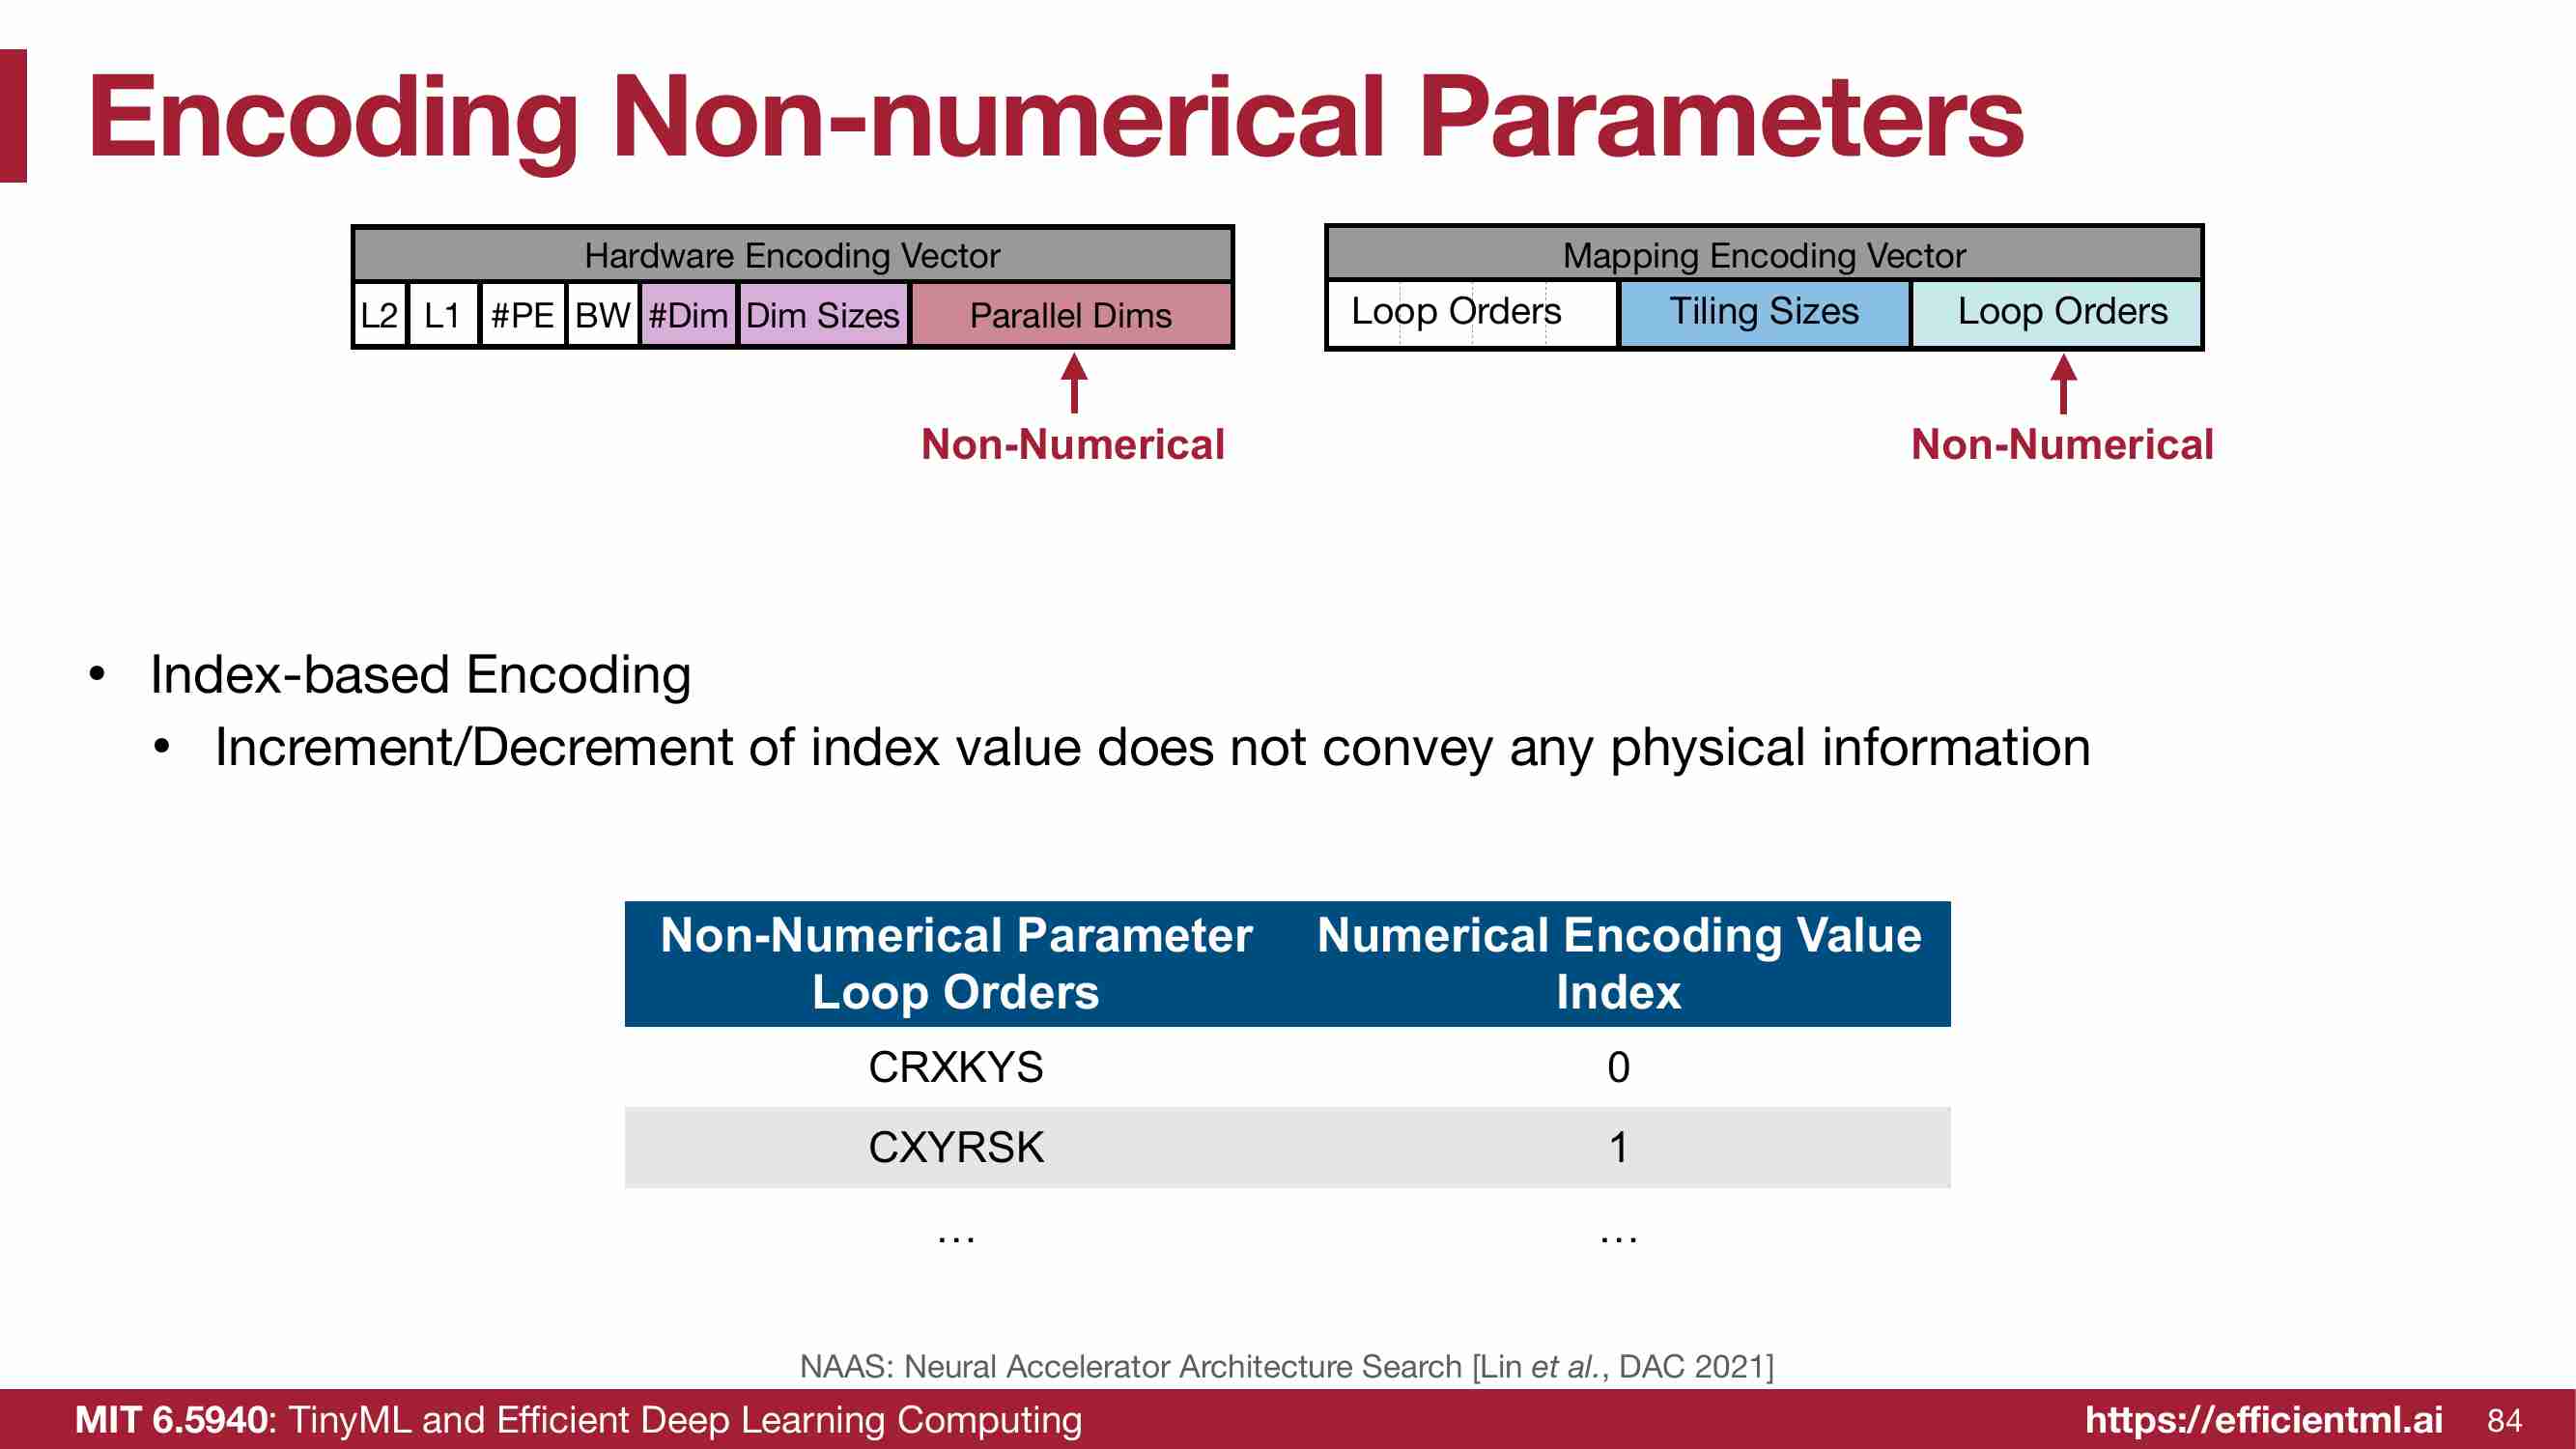 Encoding Non-numerical Parameters
Hardware Encoding Vector
L2 L1 #PE BW #Dim Dim Sizes Parallel Dims
Non-Numerical
Mapping Encoding Vector
Loop Orders Tiling Sizes Loop Orders
Non-Numerical
• Index-based Encoding
• Increment/Decrement of index value does not convey any physical information
Non-Numerical Parameter Numerical Encoding Value
Loop Orders Index
CRXKYS 0
CXYRSK 1
... ...
NAAS: Neural Accelerator Architecture Search [Lin et al., DAC 2021]
MIT 6.5940: TinyML and Efficient Deep Learning Computing https://efficientml.ai 84